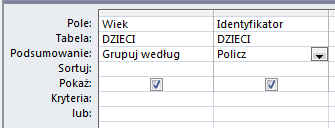 Pole: Wiek Identyfikator
Tabela: DZIECI DZIECI
Podsumowanie: Grupuj według Policz
Sortuj:
Pokaż:
Kryteria:
lub: